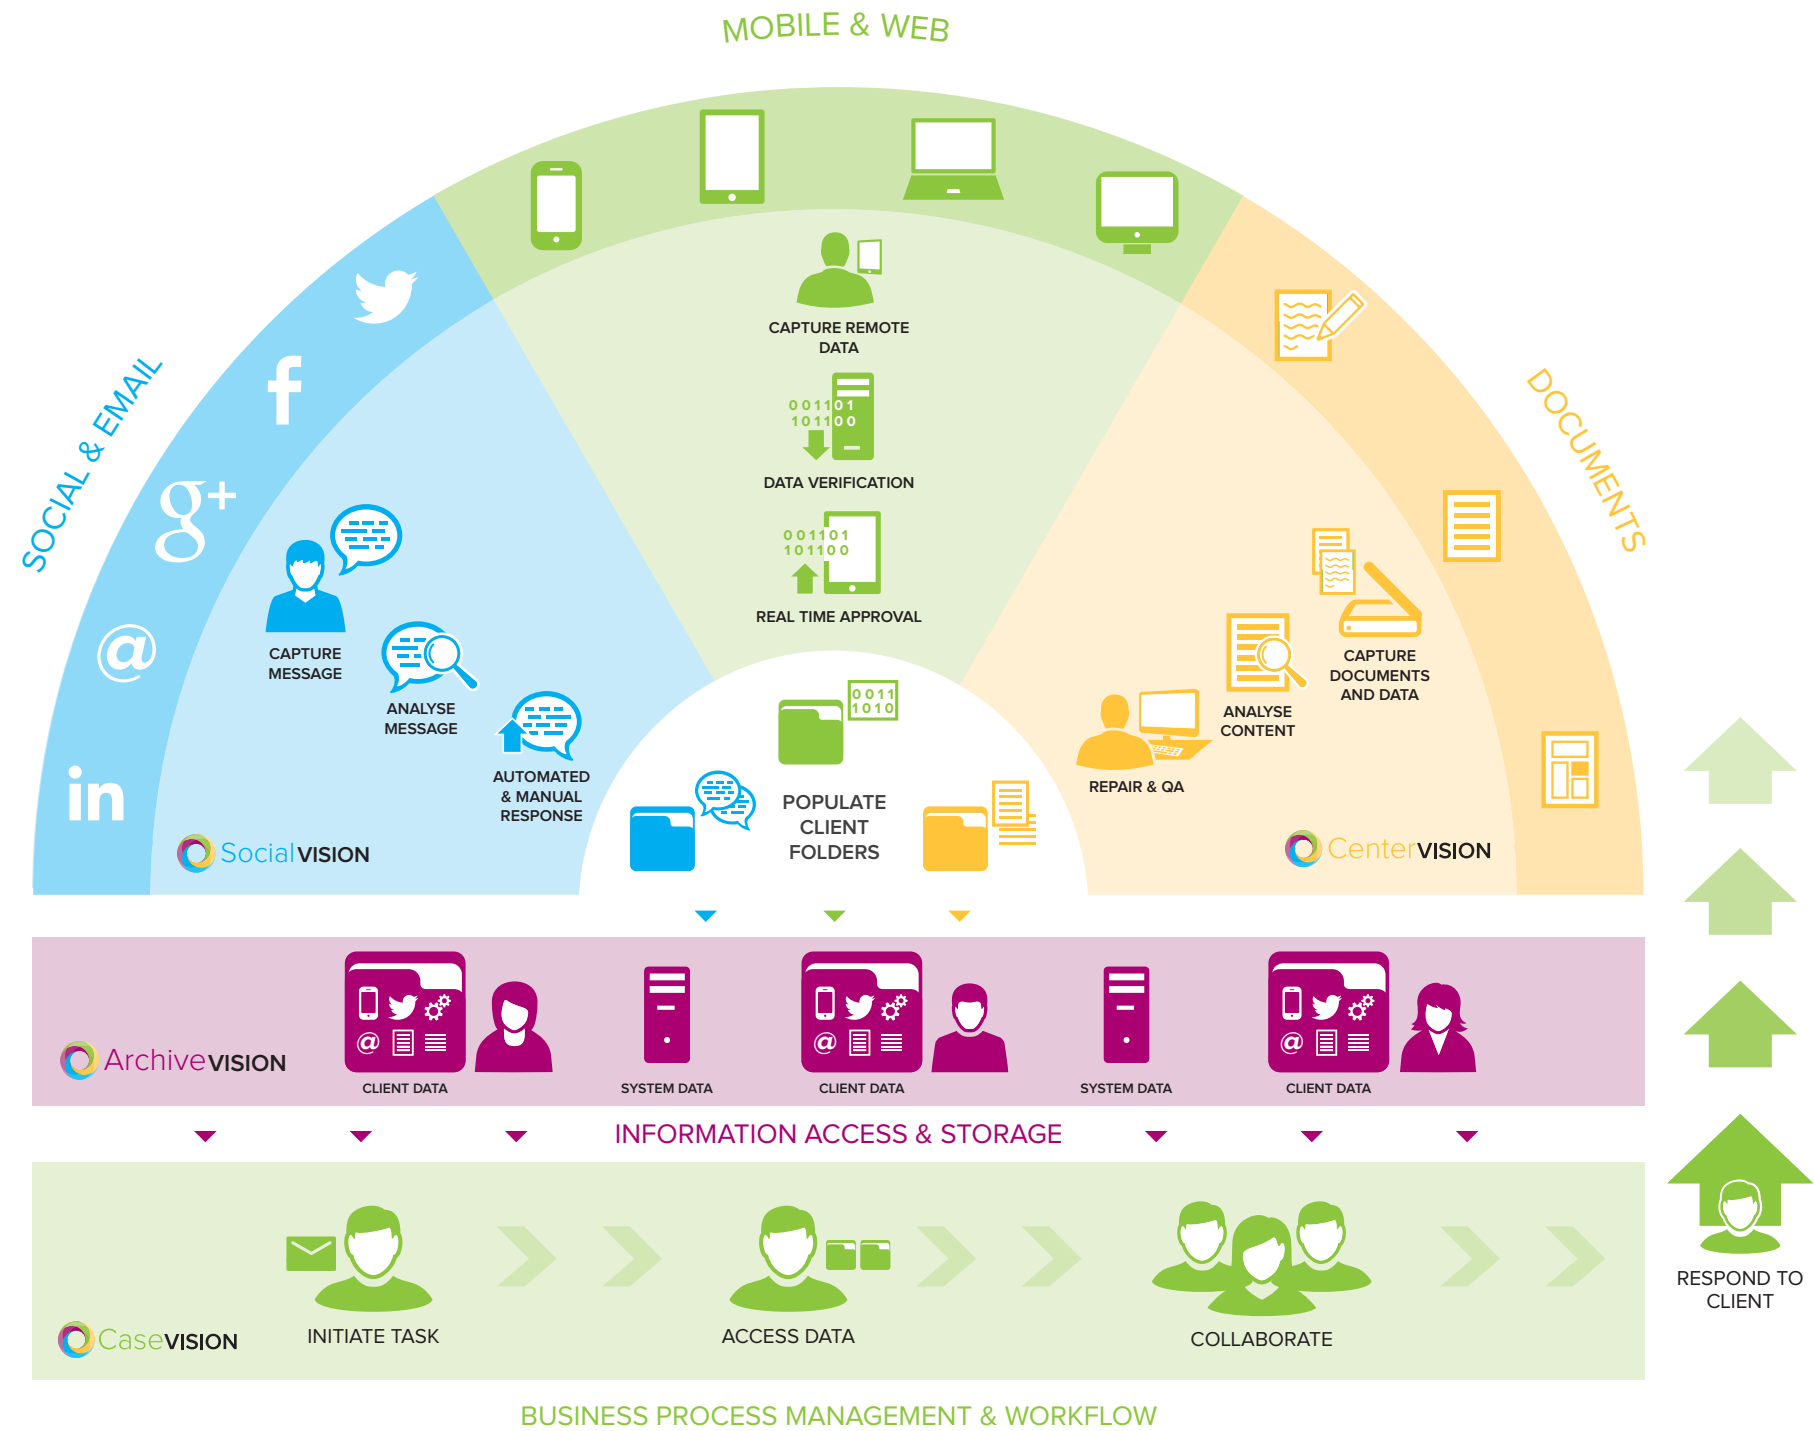 MOBILE & WEB
SOCIAL & EMAIL
DOCUMENTS
f
g+
@
in
CAPTURE REMOTE
DATA
001101
101100
DATA VERIFICATION
001101
101100
REAL TIME APPROVAL
CAPTURE
MESSAGE
ANALYSE
MESSAGE
AUTOMATED
& MANUAL
RESPONSE
SocialVISION
CAPTURE
DOCUMENTS
AND DATA
ANALYSE
CONTENT
REPAIR & QA
CenterVISION
0011
1010
POPULATE
CLIENT
FOLDERS
ArchiveVISION
@
CLIENT DATA
SYSTEM DATA
@
CLIENT DATA
SYSTEM DATA
@
CLIENT DATA
INFORMATION ACCESS & STORAGE
CaseVISION
INITIATE TASK
ACCESS DATA
COLLABORATE
RESPOND TO
CLIENT
BUSINESS PROCESS MANAGEMENT & WORKFLOW